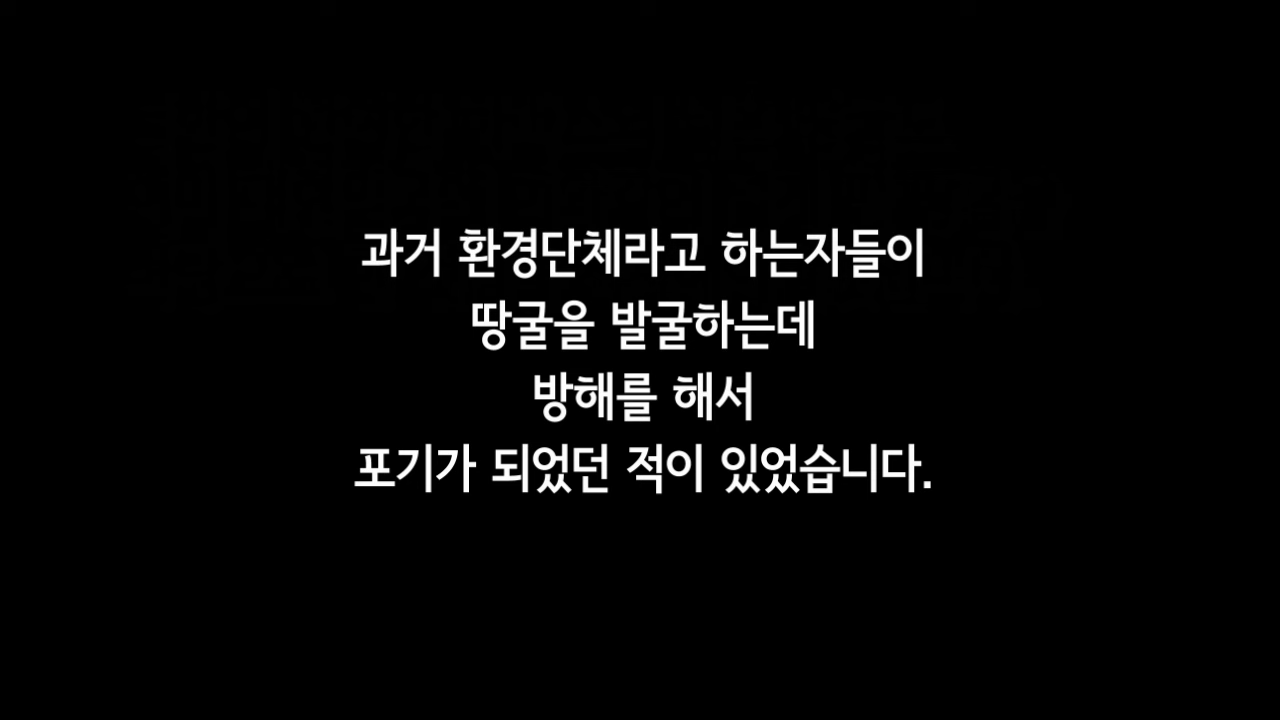 과거 환경단체라고 하는자들이
땅굴을 발굴하는데
방해를 해서
포기가 되었던 적이 있었습니다.